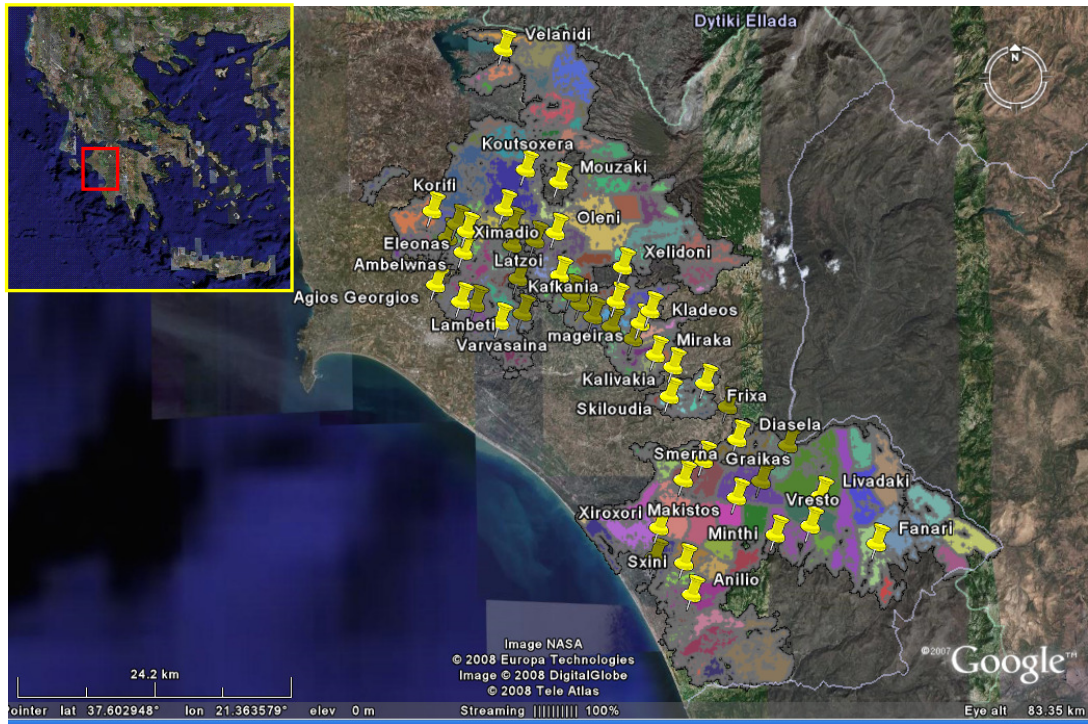 Dytiki Ellada
Velanidi
N
Koutsoxera
Mouzaki
Korifi
Oleni
Ximadio
Eleonas
Xelidoni
Latzoi
Ambelwnas
Kafkania
Agios Georgios
Kladeos
Lambeti
mageiras
Varvasaina
Miraka
Kalivakia
Frixa
Skiloudia
Diasela
Smerna
Graikas
Livadaki
Vresto
Xiroxori
Makistos
Minthi
Fanari
Sxini
Anilio
Image NASA
© 2008 Europa Technologies
Image © 2008 DigitalGlobe
© 2008 Tele Atlas
©2007 Google™
24.2 km
Pointer lat 37.602948° lon 21.363579° elev 0 m Streaming ||||||||| 100% Eye alt 83.35 km